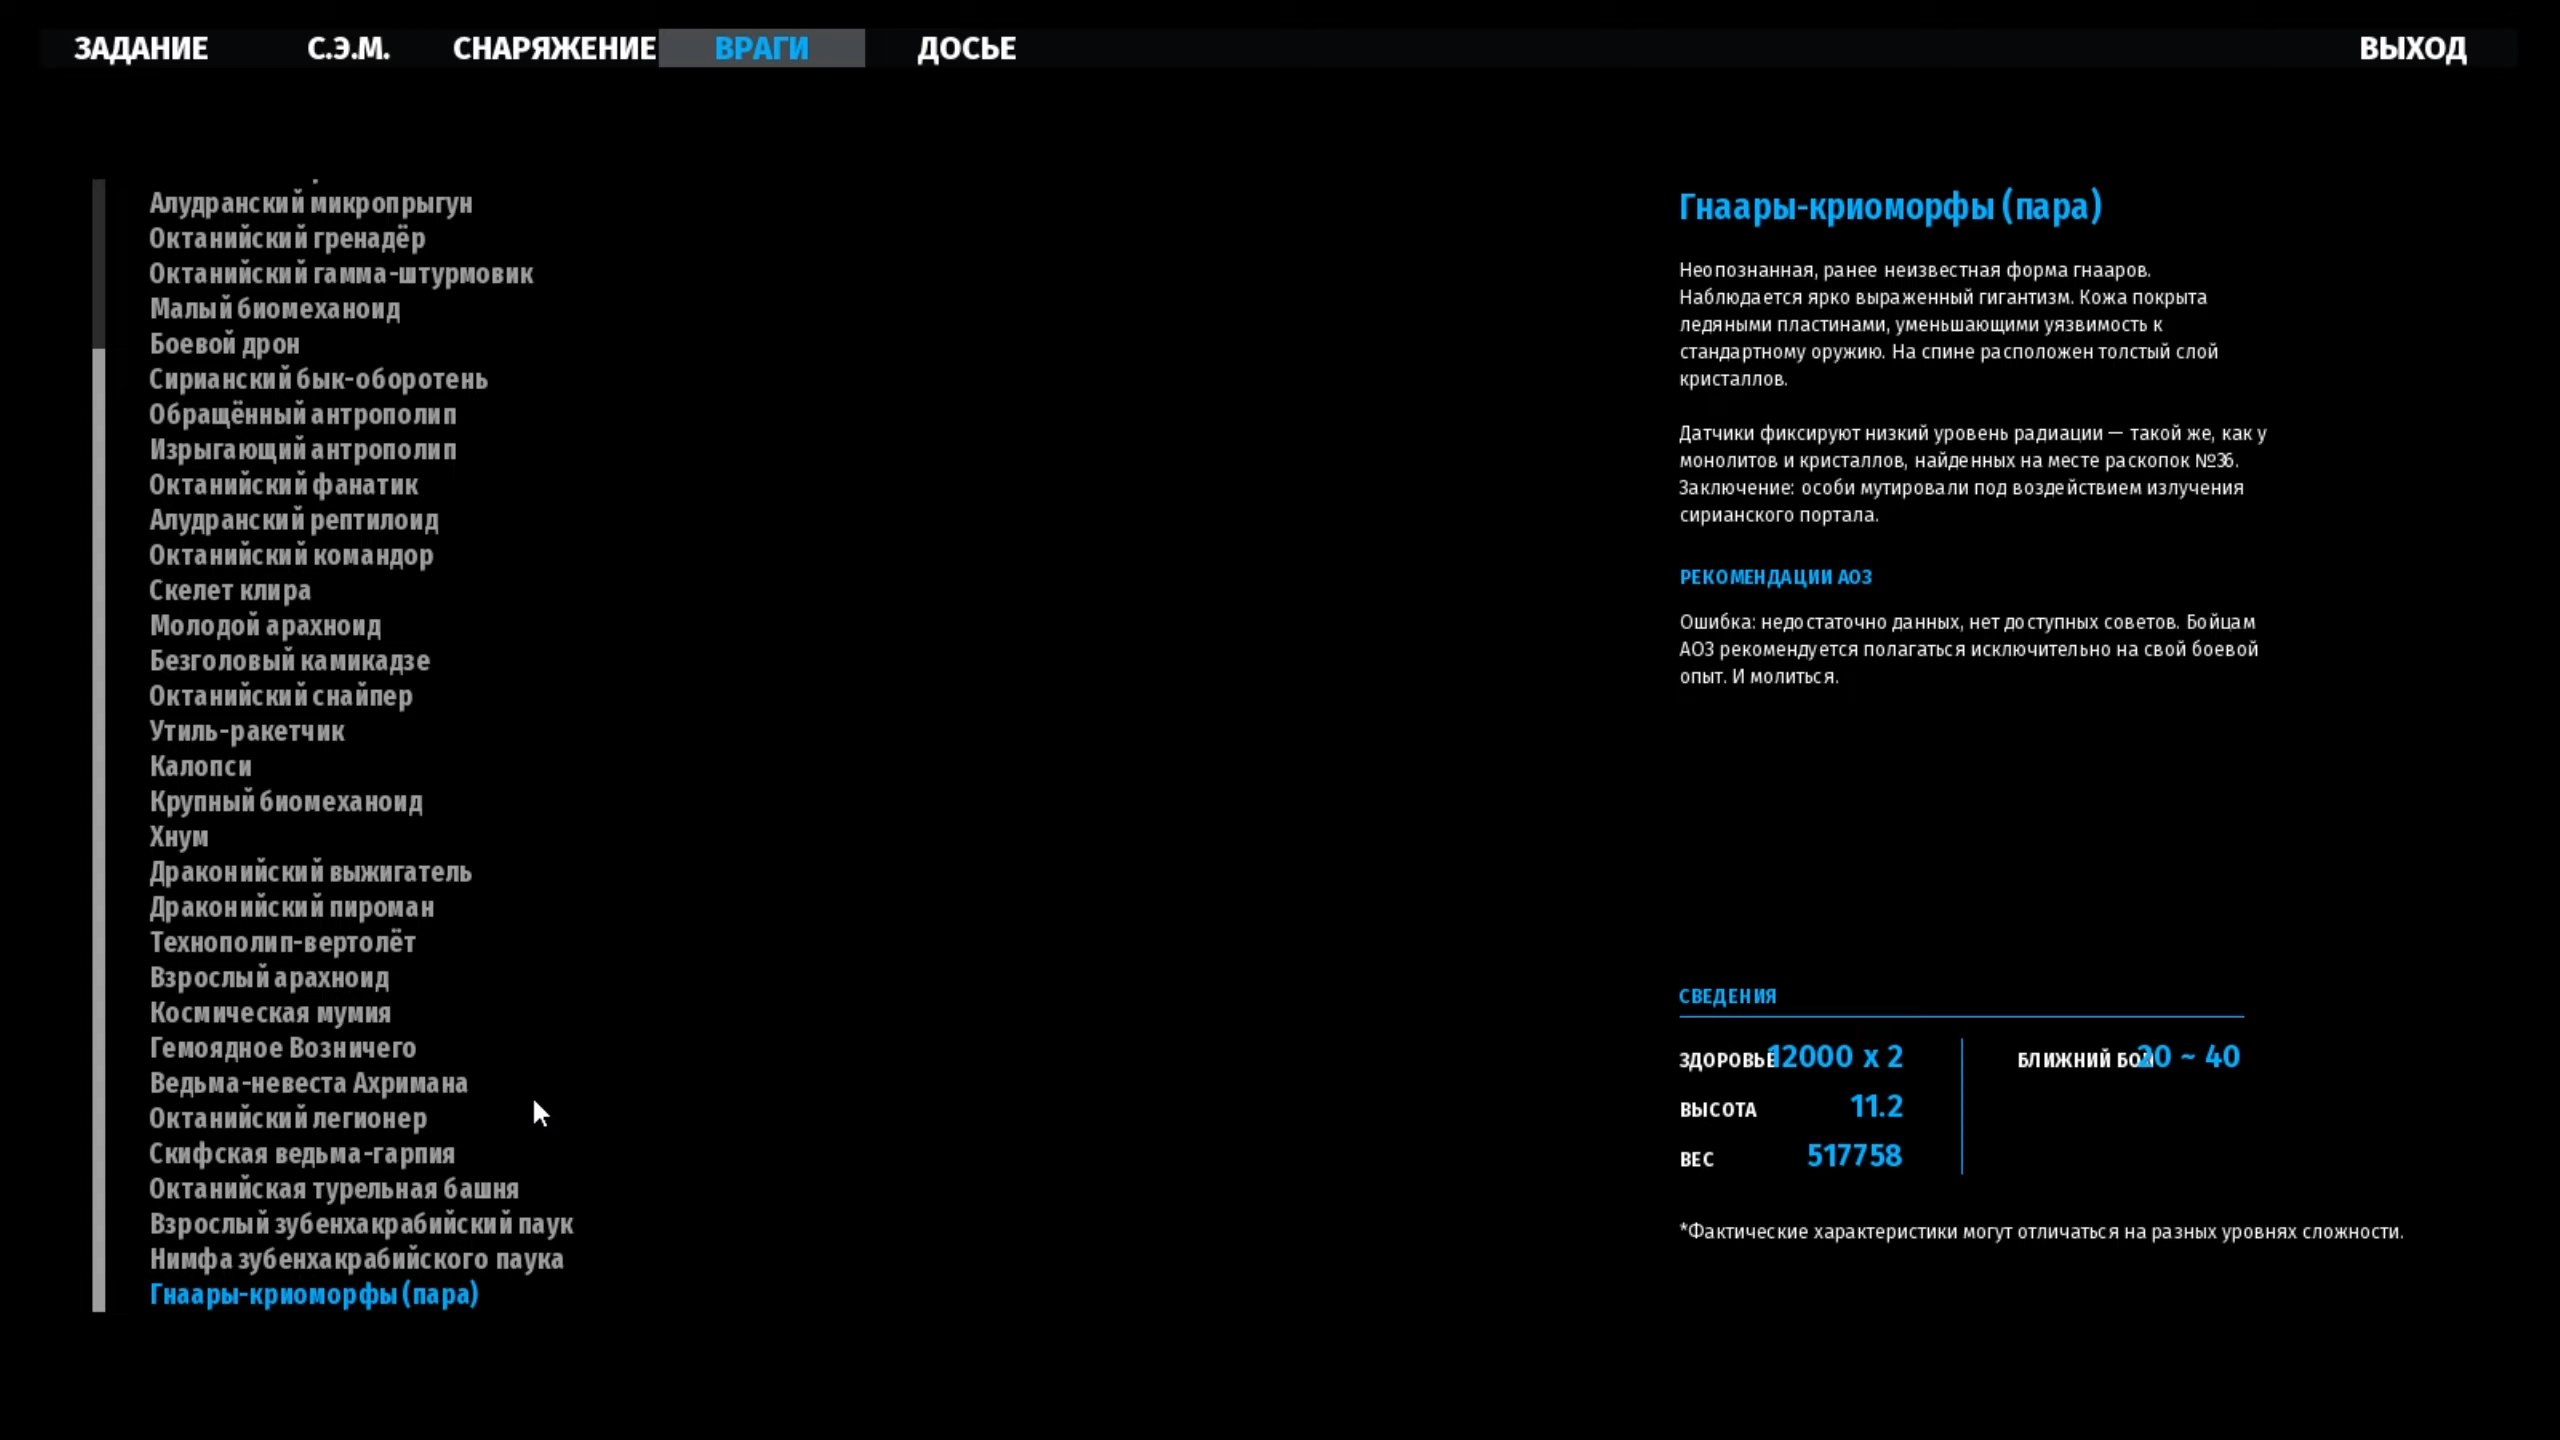 ЗАДАНИЕ С.Э.М. СНАРЯЖЕНИЕ ВРАГИ ДОСЬЕ ВЫХОД
Алудранский микропрыгун
Октанийский гренадёр
Октанийский гамма-штурмовик
Малый биомеханоид
Боевой дрон
Сирианский бык-оборотень
Обращённый антрополип
Изрыгающий антрополип
Октанийский фанатик
Алудранский рептилоид
Октанийский командор
Скелет клира
Молодой арахноид
Безголовый камикадзе
Октанийский снайпер
Утиль-ракетчик
Калопси
Крупный биомеханоид
Хнум
Драконийский выжигатель
Драконийский пироман
Технополип-вертолёт
Взрослый арахноид
Космическая мумия
Гемоядное Возничего
Ведьма-невеста Ахримана
Октанийский легионер
Скифская ведьма-гарпия
Октанийская турельная башня
Взрослый зубенхакрабийский паук
Нимфа зубенхакрабийского паука
Гнаары-криоморфы (пара)
Гнаары-криоморфы (пара)
Неопознанная, ранее неизвестная форма гнааров.
Наблюдается ярко выраженный гигантизм. Кожа покрыта
ледяными пластинами, уменьшающими уязвимость к
стандартному оружию. На спине расположен толстый слой
кристаллов.
Датчики фиксируют низкий уровень радиации — такой же, как у
монолитов и кристаллов, найденных на месте раскопок №36.
Заключение: особи мутировали под воздействием излучения
сирианского портала.
РЕКОМЕНДАЦИИ АОЗ
Ошибка: недостаточно данных, нет доступных советов. Бойцам
АОЗ рекомендуется полагаться исключительно на свой боевой
опыт. И молиться.
СВЕДЕНИЯ
ЗДОРОВЬЕ 12000 x 2 БЛИЖНИЙ БОЙ 20 ~ 40
ВЫСОТА 11.2
ВЕС 517758
*Фактические характеристики могут отличаться на разных уровнях сложности.